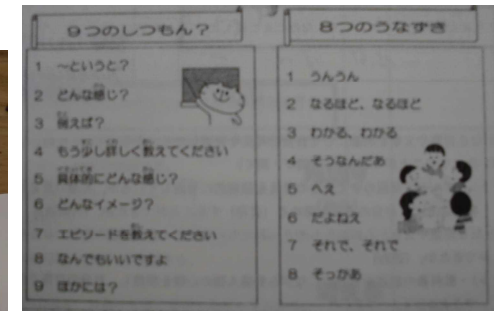 9つのしつもん?
1 〜というと?
2 どんな感じ?
3 例えば?
4 もう少し詳しく教えてください
5 具体的にどんな感じ?
6 どんなイメージ?
7 エピソードを教えてください
8 なんでもいいですよ
9 ほかには?
8つのうなずき
1 うんうん
2 なるほど、なるほど
3 わかる、わかる
4 そうなんだあ
5 へえ
6 だよねえ
7 それで、それで
8 そっかあ